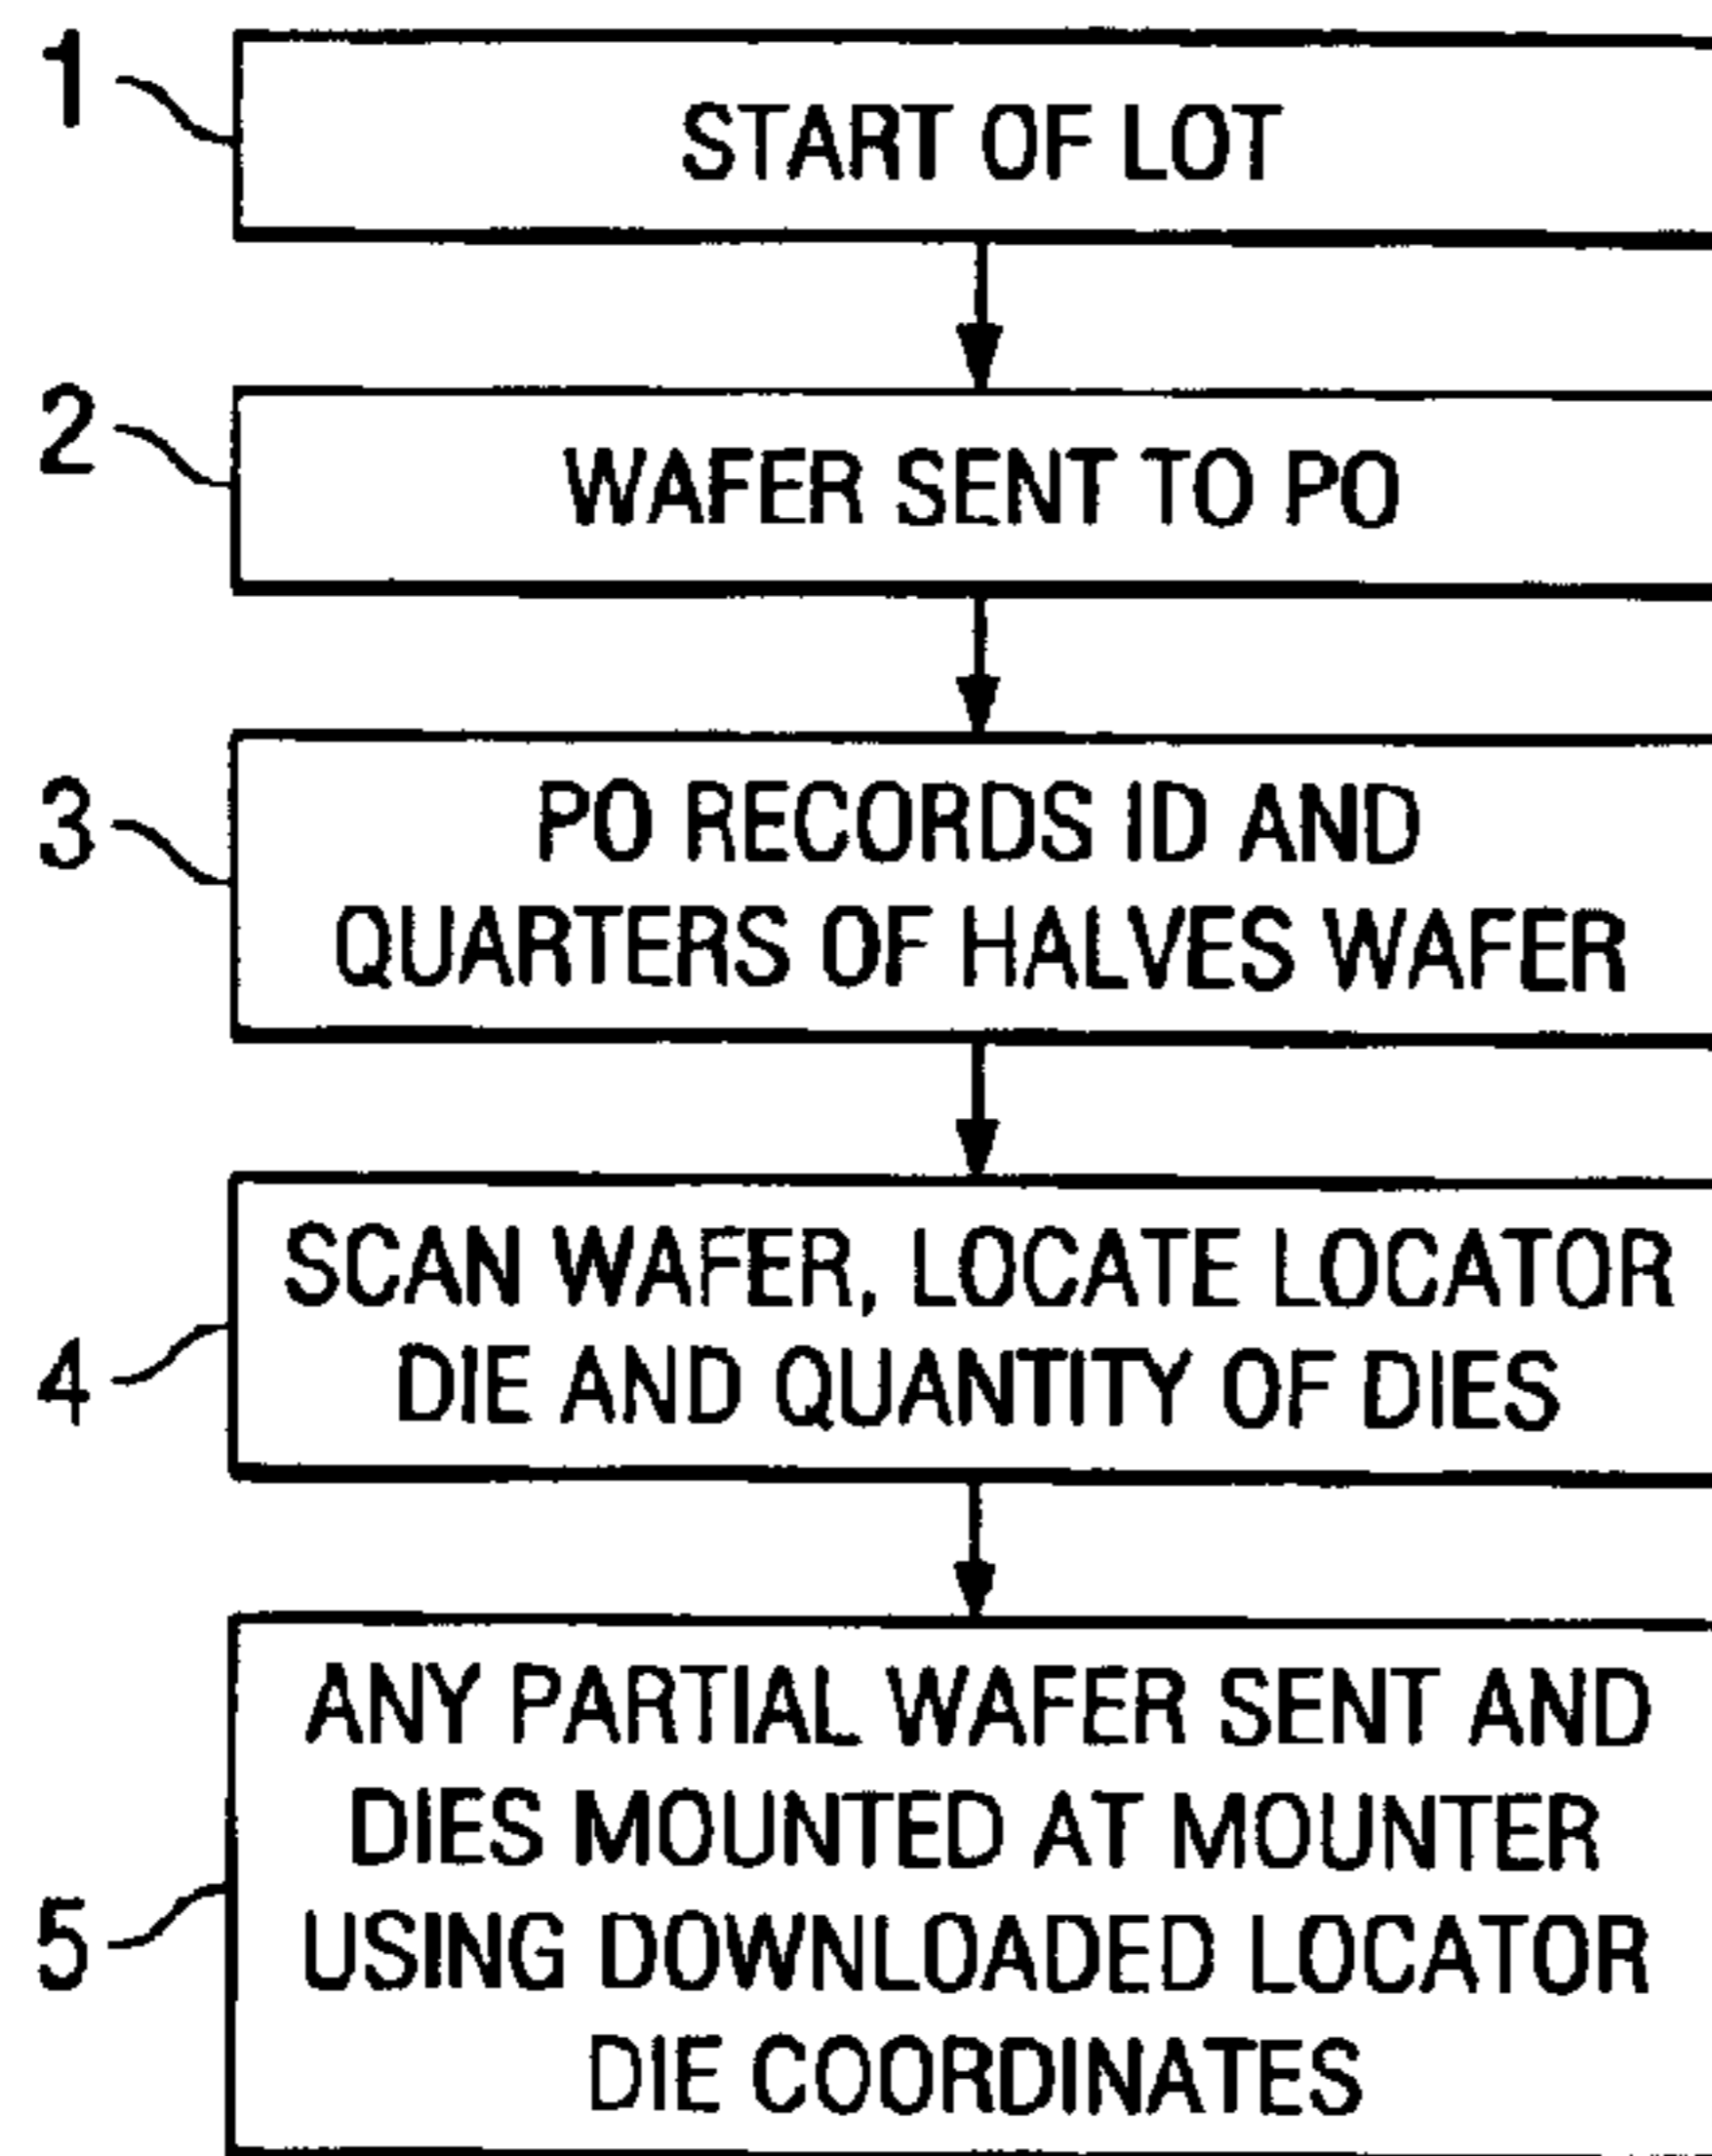 1
START OF LOT
2
WAFER SENT TO PO
3
PO RECORDS ID AND
QUARTERS OF HALVES WAFER
4
SCAN WAFER, LOCATE LOCATOR
DIE AND QUANTITY OF DIES
5
ANY PARTIAL WAFER SENT AND
DIES MOUNTED AT MOUNTER
USING DOWNLOADED LOCATOR
DIE COORDINATES